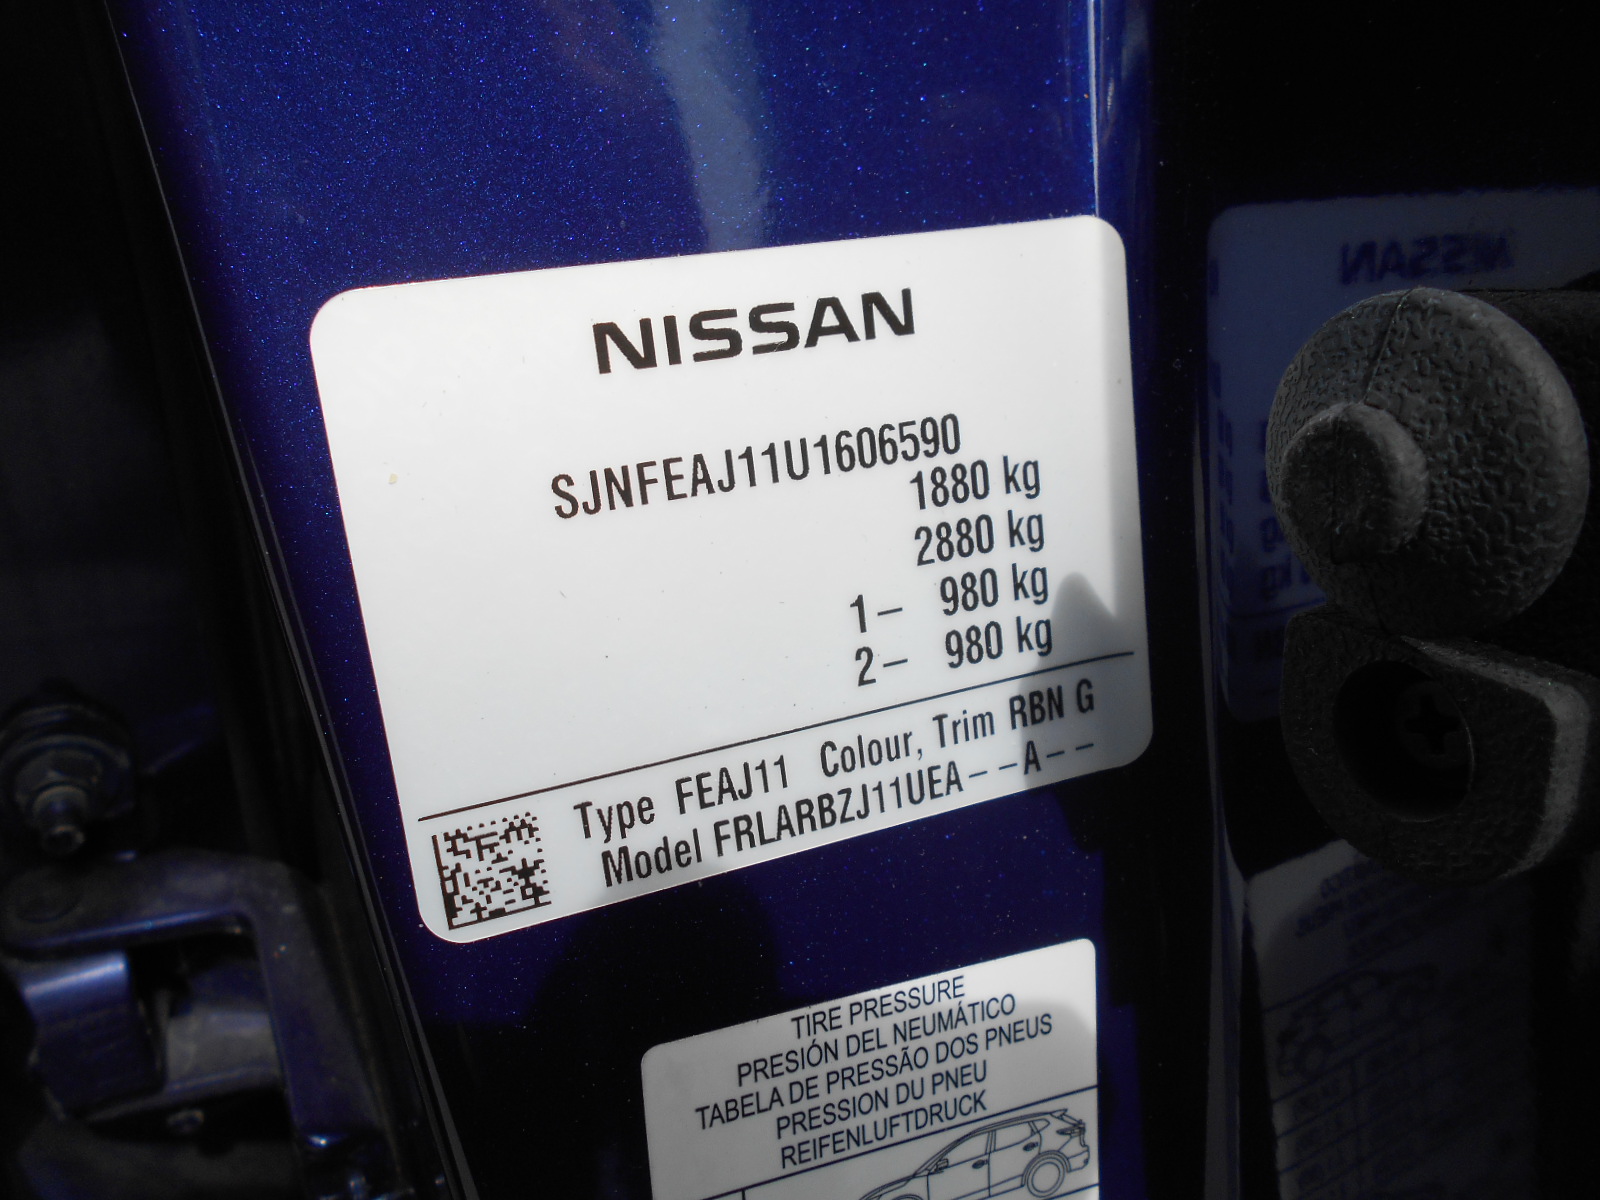 NISSAN
SJNFEAJ11U1606590
1880 kg
2880 kg
1– 980 kg
2– 980 kg
Type FEAJ11 Colour, Trim RBN G
Model FRLARBZJ11UEA– –A– –
TIRE PRESSURE
PRESIÓN DEL NEUMÁTICO
TABELA DE PRESSÃO DOS PNEUS
PRESSION DU PNEU
REIFENLUFTDRUCK
NISSAN